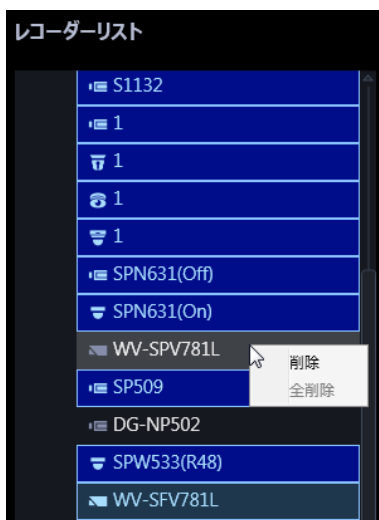 レコーダーリスト
S1132
1
1
1
1
SPN631(Off)
SPN631(On)
WV-SPV781L
削除
SP509
全削除
DG-NP502
SPW533(R48)
WV-SFV781L